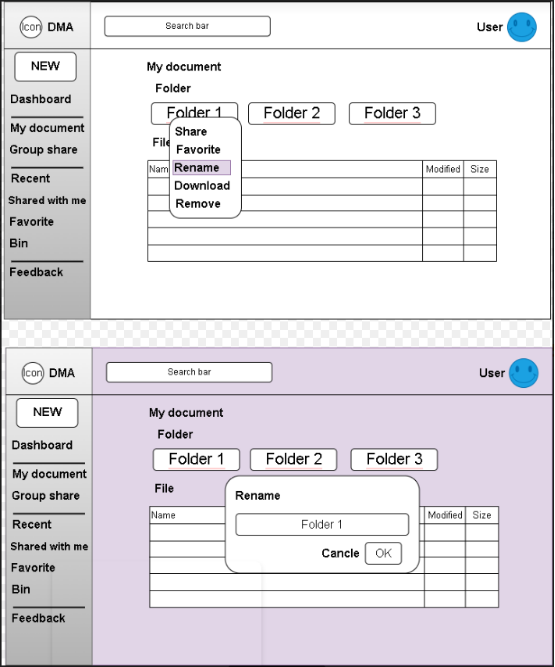 Icon DMA Search bar User
NEW
My document
Folder
Dashboard
Folder 1 Folder 2 Folder 3
My document
Share
File
Group share
Favorite
Nam Rename Modified Size
Recent
Download
Shared with me
Remove
Favorite
Bin
Feedback
Icon DMA Search bar User
NEW
My document
Folder
Dashboard
Folder 1 Folder 2 Folder 3
My document
File
Group share
Rename
Name Modified Size
Recent
Folder 1
Shared with me
Cancle OK
Favorite
Bin
Feedback